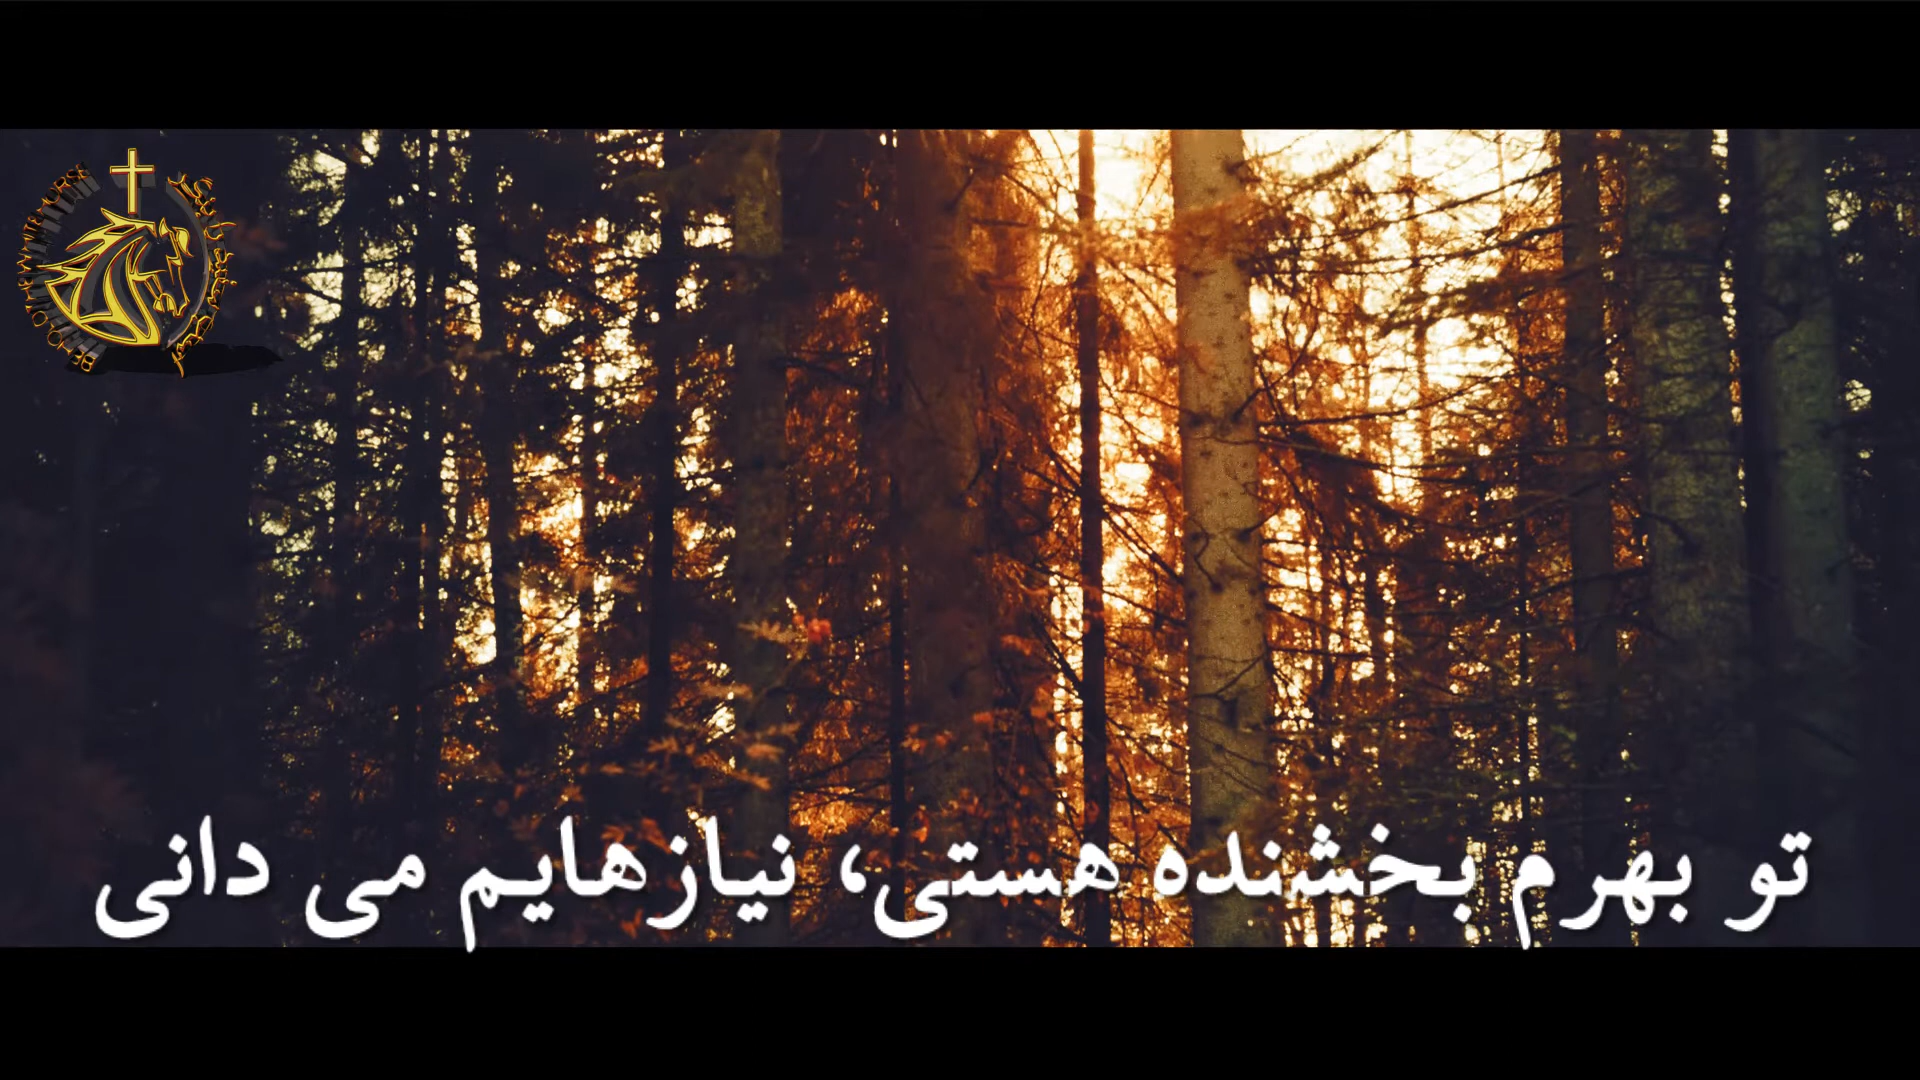 تو بهرم بخشنده هستی، نیازهایم می دانی